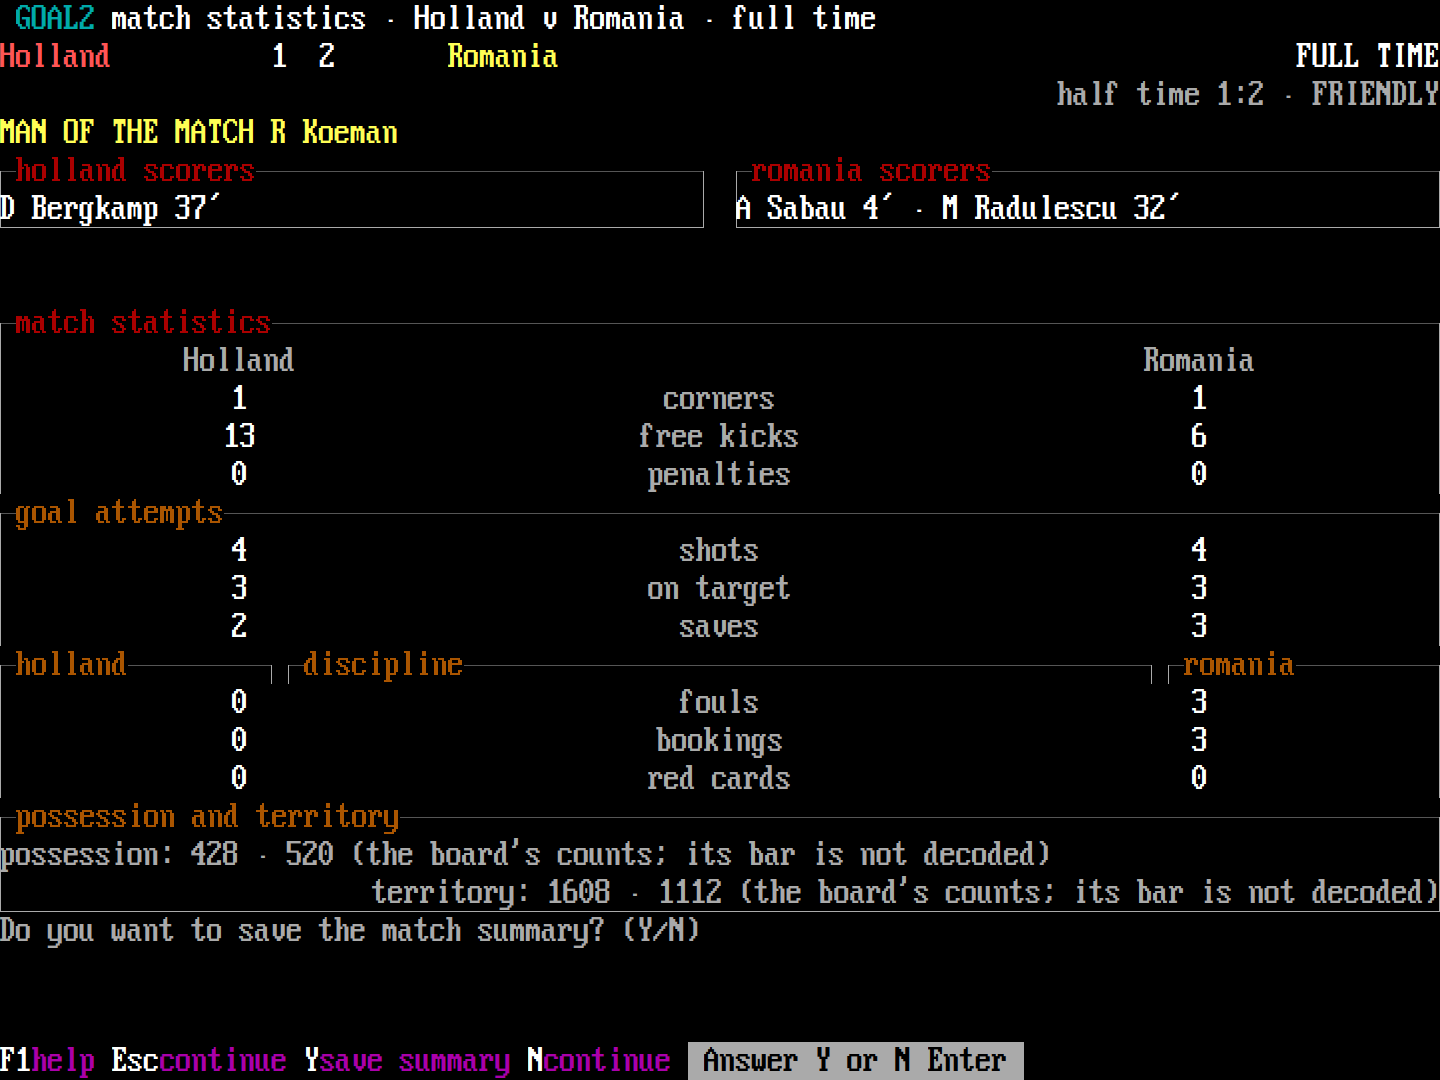 GOAL2 match statistics · Holland v Romania · full time
Holland 1 2 Romania FULL TIME
half time 1:2 · FRIENDLY
MAN OF THE MATCH R Koeman
holland scorers romania scorers
D Bergkamp 37´ A Sabau 4´ · M Radulescu 32´
match statistics
Holland Romania
1 corners 1
13 free kicks 6
0 penalties 0
goal attempts
4 shots 4
3 on target 3
2 saves 3
holland discipline romania
0 fouls 3
0 bookings 3
0 red cards 0
possession and territory
possession: 428 · 520 (the board's counts; its bar is not decoded)
territory: 1608 · 1112 (the board's counts; its bar is not decoded)
Do you want to save the match summary? (Y/N)
F1help Esccontinue Ysave summary Ncontinue Answer Y or N Enter